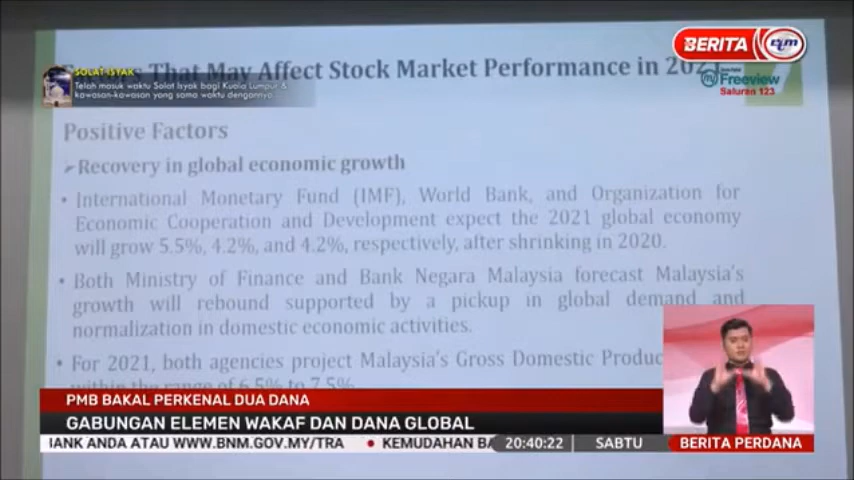 BERITA
That May Affect Stock Market Performance in 2021
SOLAT ISYAK
Telah masuk waktu Solat Isyak bagi Kuala Lumpur &
kawasan-kawasan yang sama waktu dengannya...
myFreeview
Saluran 123
Positive Factors
➢Recovery in global economic growth
• International Monetary Fund (IMF), World Bank, and Organization for
Economic Cooperation and Development expect the 2021 global economy
will grow 5.5%, 4.2%, and 4.2%, respectively, after shrinking in 2020.
• Both Ministry of Finance and Bank Negara Malaysia forecast Malaysia's
growth will rebound supported by a pickup in global demand and
normalization in domestic economic activities.
• For 2021, both agencies project Malaysia's Gross Domestic
within the range of 6.5% to 7.5%
PMB BAKAL PERKENAL DUA DANA
GABUNGAN ELEMEN WAKAF DAN DANA GLOBAL
BANK ANDA ATAU WWW.BNM.GOV.MY/TRA • KEMUDAHAN 20:40:22 SABTU BERITA PERDANA